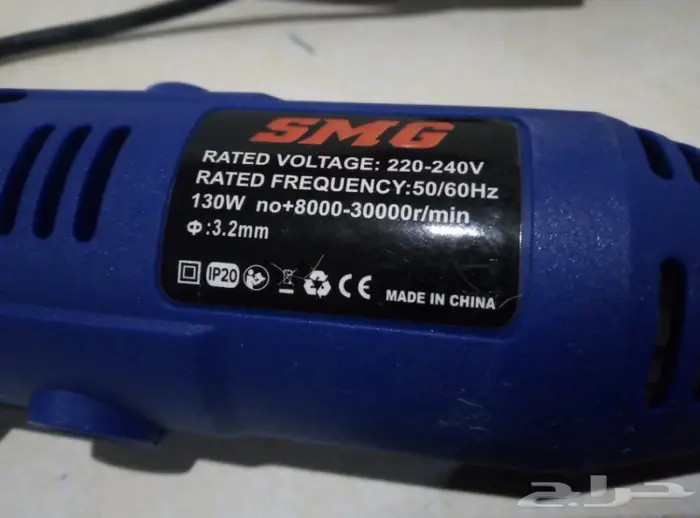 SMG
RATED VOLTAGE: 220-240V
RATED FREQUENCY:50/60Hz
130W no+8000-30000r/min
Φ:3.2mm
IP20 CE MADE IN CHINA
حراج